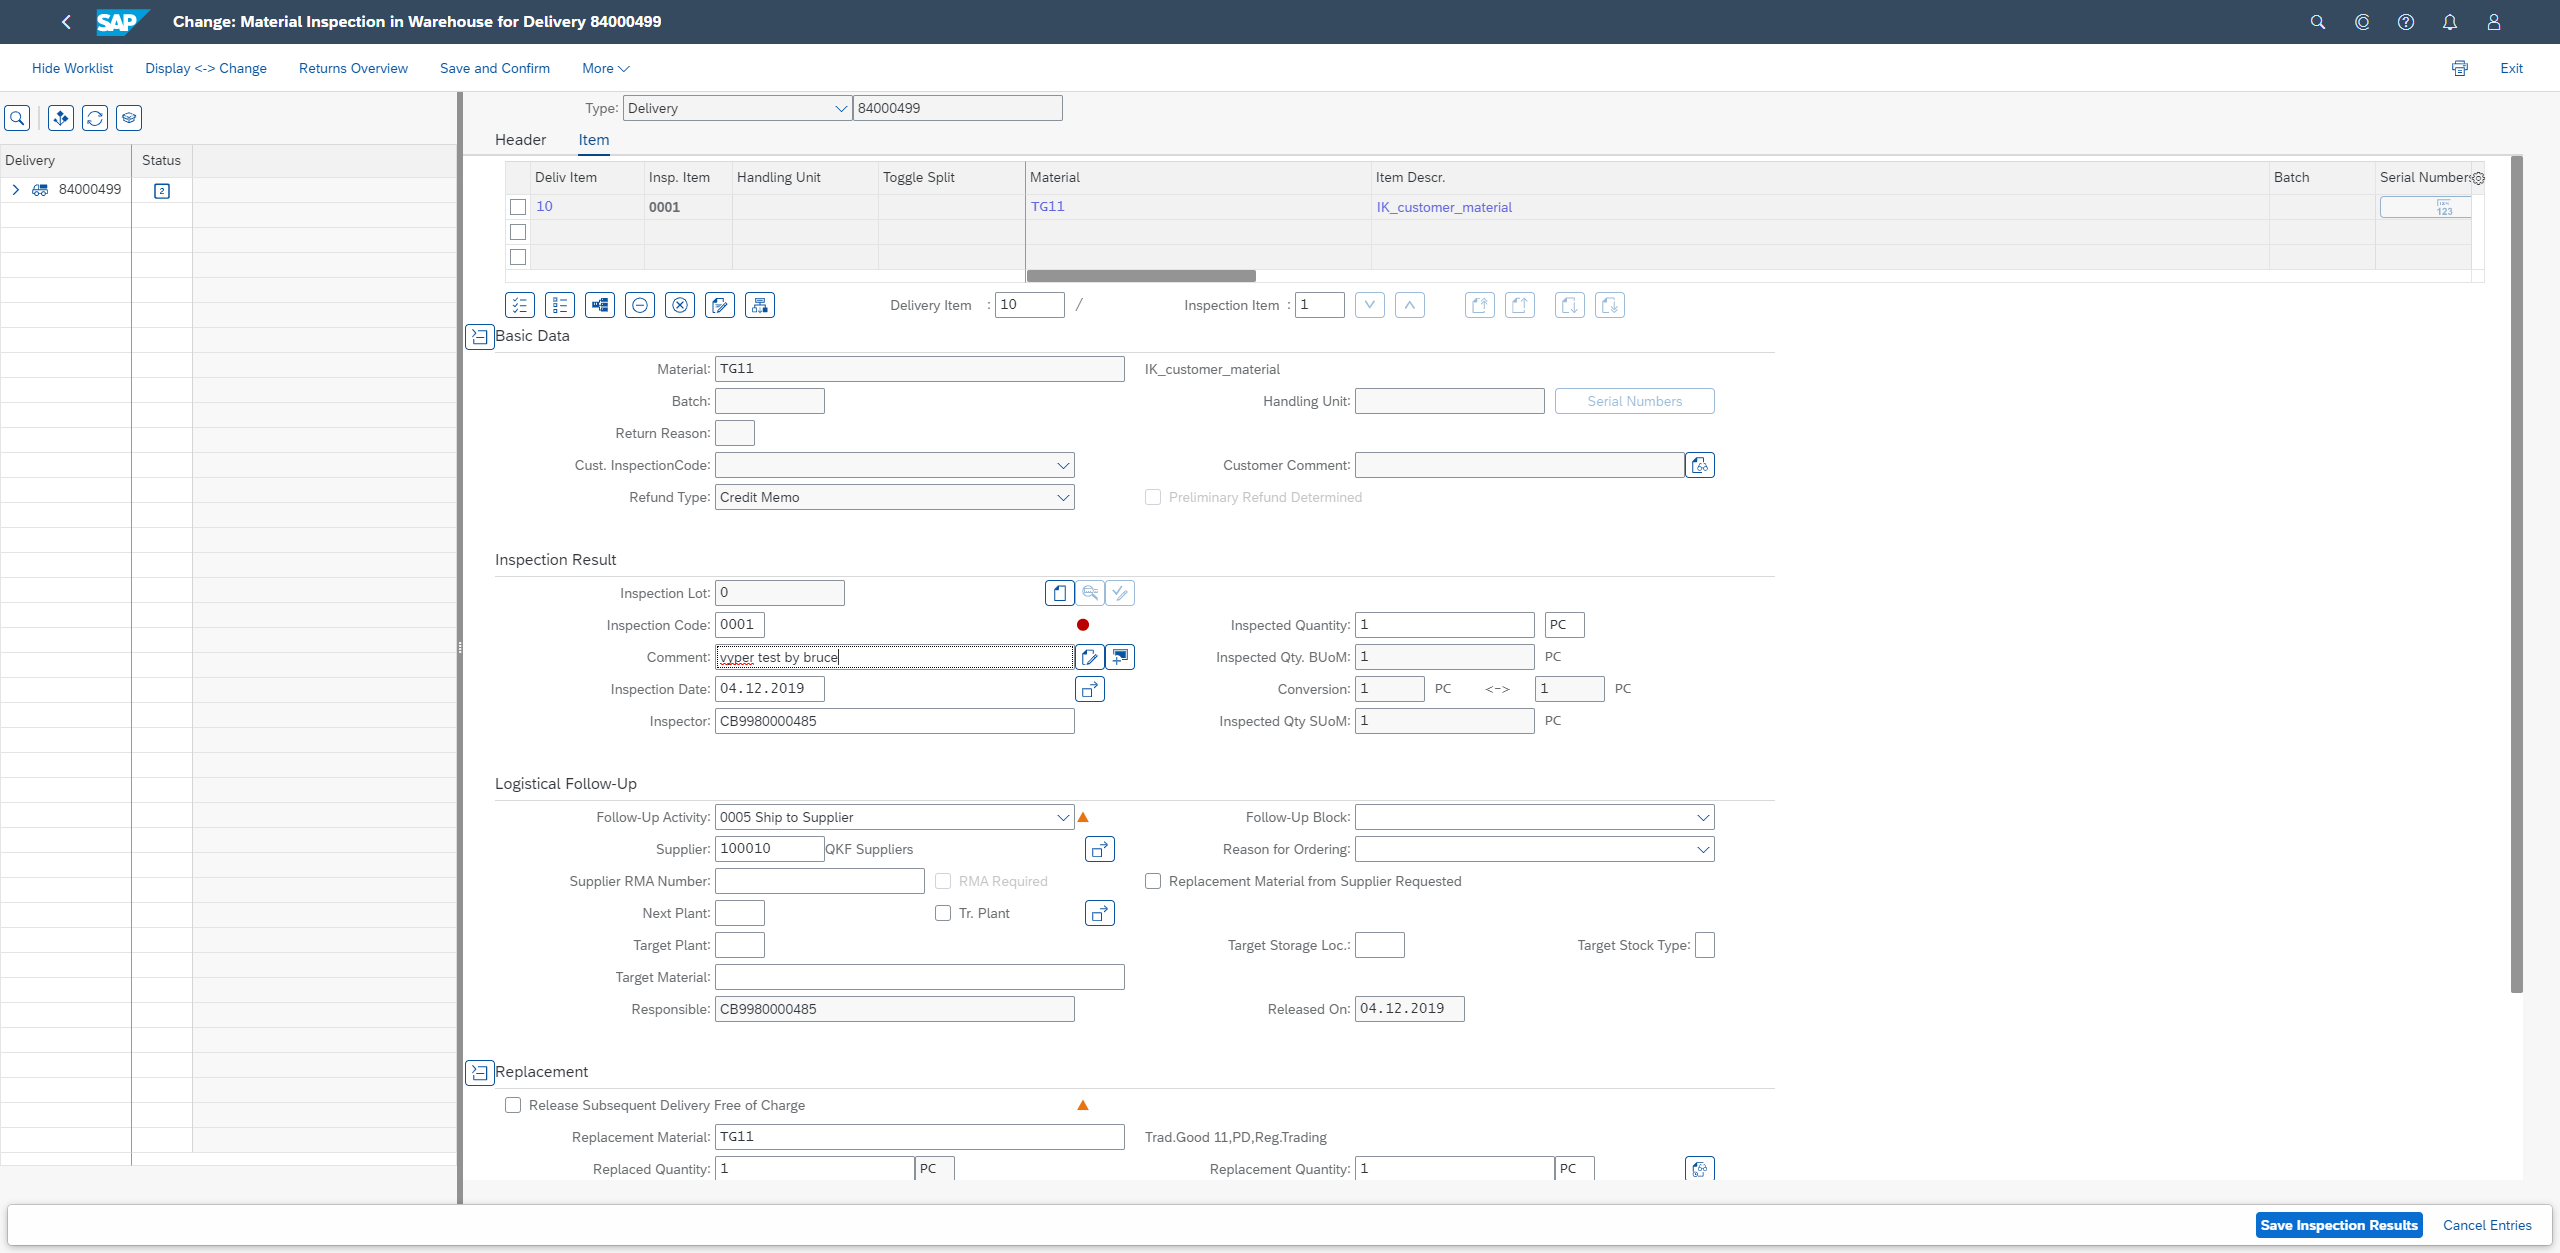 SAP Change: Material Inspection in Warehouse for Delivery 84000499
Hide Worklist Display <-> Change Returns Overview Save and Confirm More Exit
Type: Delivery 84000499
Header Item
Delivery Status
84000499 2
Deliv Item Insp. Item Handling Unit Toggle Split Material Item Descr. Batch Serial Numbers
10 0001 TG11 IK_customer_material 123
Delivery Item : 10 / Inspection Item : 1
Basic Data
Material: TG11 IK_customer_material
Batch: Handling Unit: Serial Numbers
Return Reason:
Cust. InspectionCode: Customer Comment:
Refund Type: Credit Memo Preliminary Refund Determined
Inspection Result
Inspection Lot: 0
Inspection Code: 0001 Inspected Quantity: 1 PC
Comment: vyper test by bruce Inspected Qty. BUoM: 1 PC
Inspection Date: 04.12.2019 Conversion: 1 PC <-> 1 PC
Inspector: CB9980000485 Inspected Qty SUoM: 1 PC
Logistical Follow-Up
Follow-Up Activity: 0005 Ship to Supplier Follow-Up Block:
Supplier: 100010 QKF Suppliers Reason for Ordering:
Supplier RMA Number: RMA Required Replacement Material from Supplier Requested
Next Plant: Tr. Plant
Target Plant: Target Storage Loc.: Target Stock Type:
Target Material:
Responsible: CB9980000485 Released On: 04.12.2019
Replacement
Release Subsequent Delivery Free of Charge
Replacement Material: TG11 Trad.Good 11,PD,Reg.Trading
Replaced Quantity: 1 PC Replacement Quantity: 1 PC
Save Inspection Results Cancel Entries